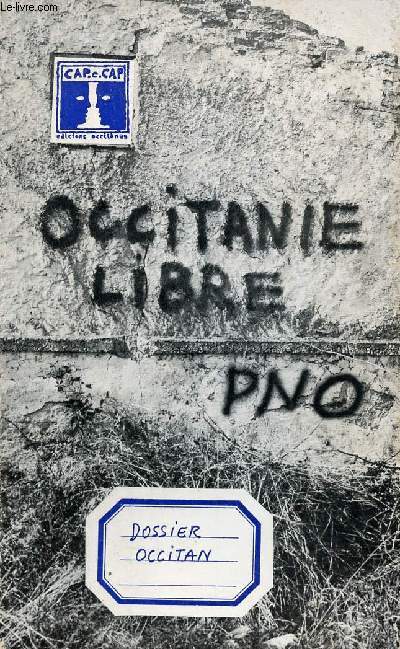 © Le-livre.com
CAP.e.CAP
edicions occitanas
OCCITANIE
LIBRE
PNO
DOSSIER
OCCITAN